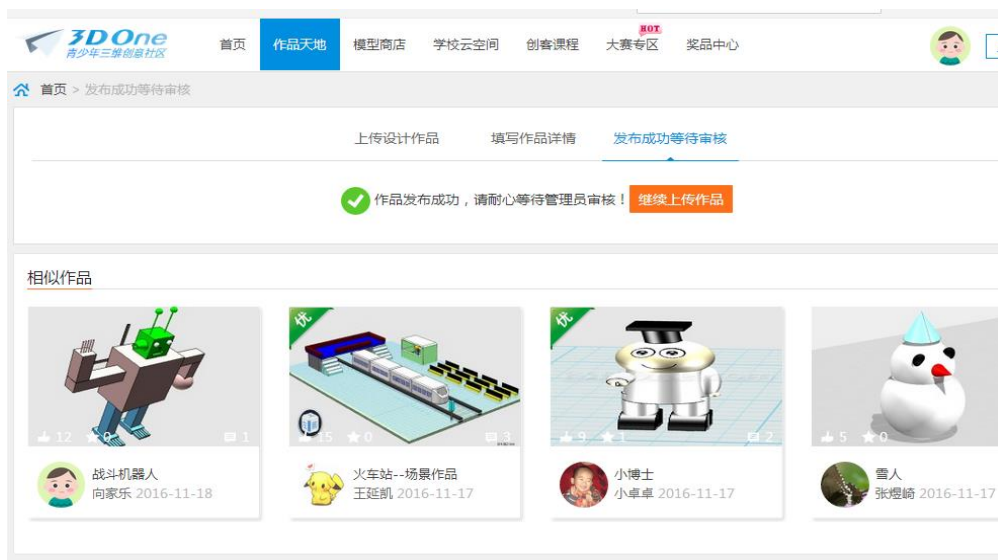 3D One
青少年三维创意社区
首页 作品天地 模型商店 学校云空间 创客课程 大赛专区 HOT 奖品中心
首页 > 发布成功等待审核
上传设计作品 填写作品详情 发布成功等待审核
作品发布成功，请耐心等待管理员审核！ 继续上传作品
相似作品
优 优
12 0 1 15 0 3 9 1 2 5 0
战斗机器人 火车站--场景作品 小博士 雪人
向家乐 2016-11-18 王延凯 2016-11-17 小卓卓 2016-11-17 张煜崎 2016-11-17